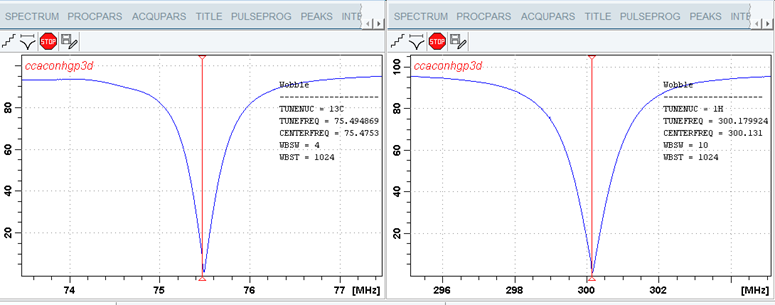 SPECTRUM PROCPARS ACQUPARS TITLE PULSEPROG PEAKS INTE
STOP
ccaconhgp3d
Wobble
------------------------
TUNENUC = 13C
TUNEFREQ = 75.494869
CENTERFREQ = 75.4753
WBSW = 4
WBST = 1024
80
60
40
20
74 75 76 77 [MHz]
SPECTRUM PROCPARS ACQUPARS TITLE PULSEPROG PEAKS INT
STOP
ccaconhgp3d
Wobble
------------------------
TUNENUC = 1H
TUNEFREQ = 300.179924
CENTERFREQ = 300.131
WBSW = 10
WBST = 1024
100
80
60
40
20
296 298 300 302 [MHz]